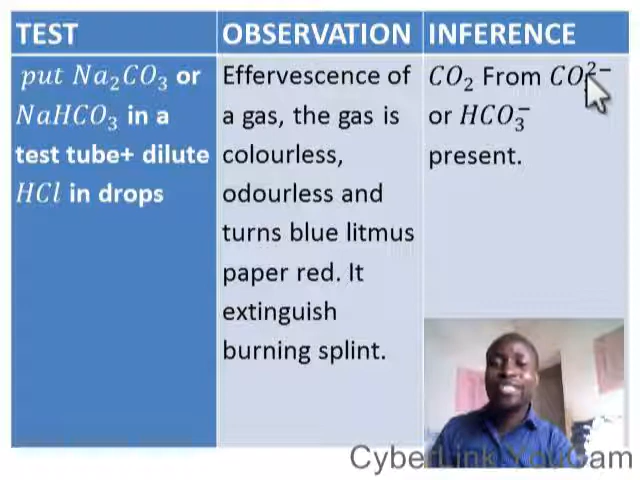 TEST
OBSERVATION
INFERENCE
put Na₂CO₃ or
NaHCO₃ in a
test tube+ dilute
HCl in drops
Effervescence of
a gas, the gas is
colourless,
odourless and
turns blue litmus
paper red. It
extinguish
burning splint.
CO₂ From CO₃²⁻
or HCO₃⁻
present.
CyberLink YouCam